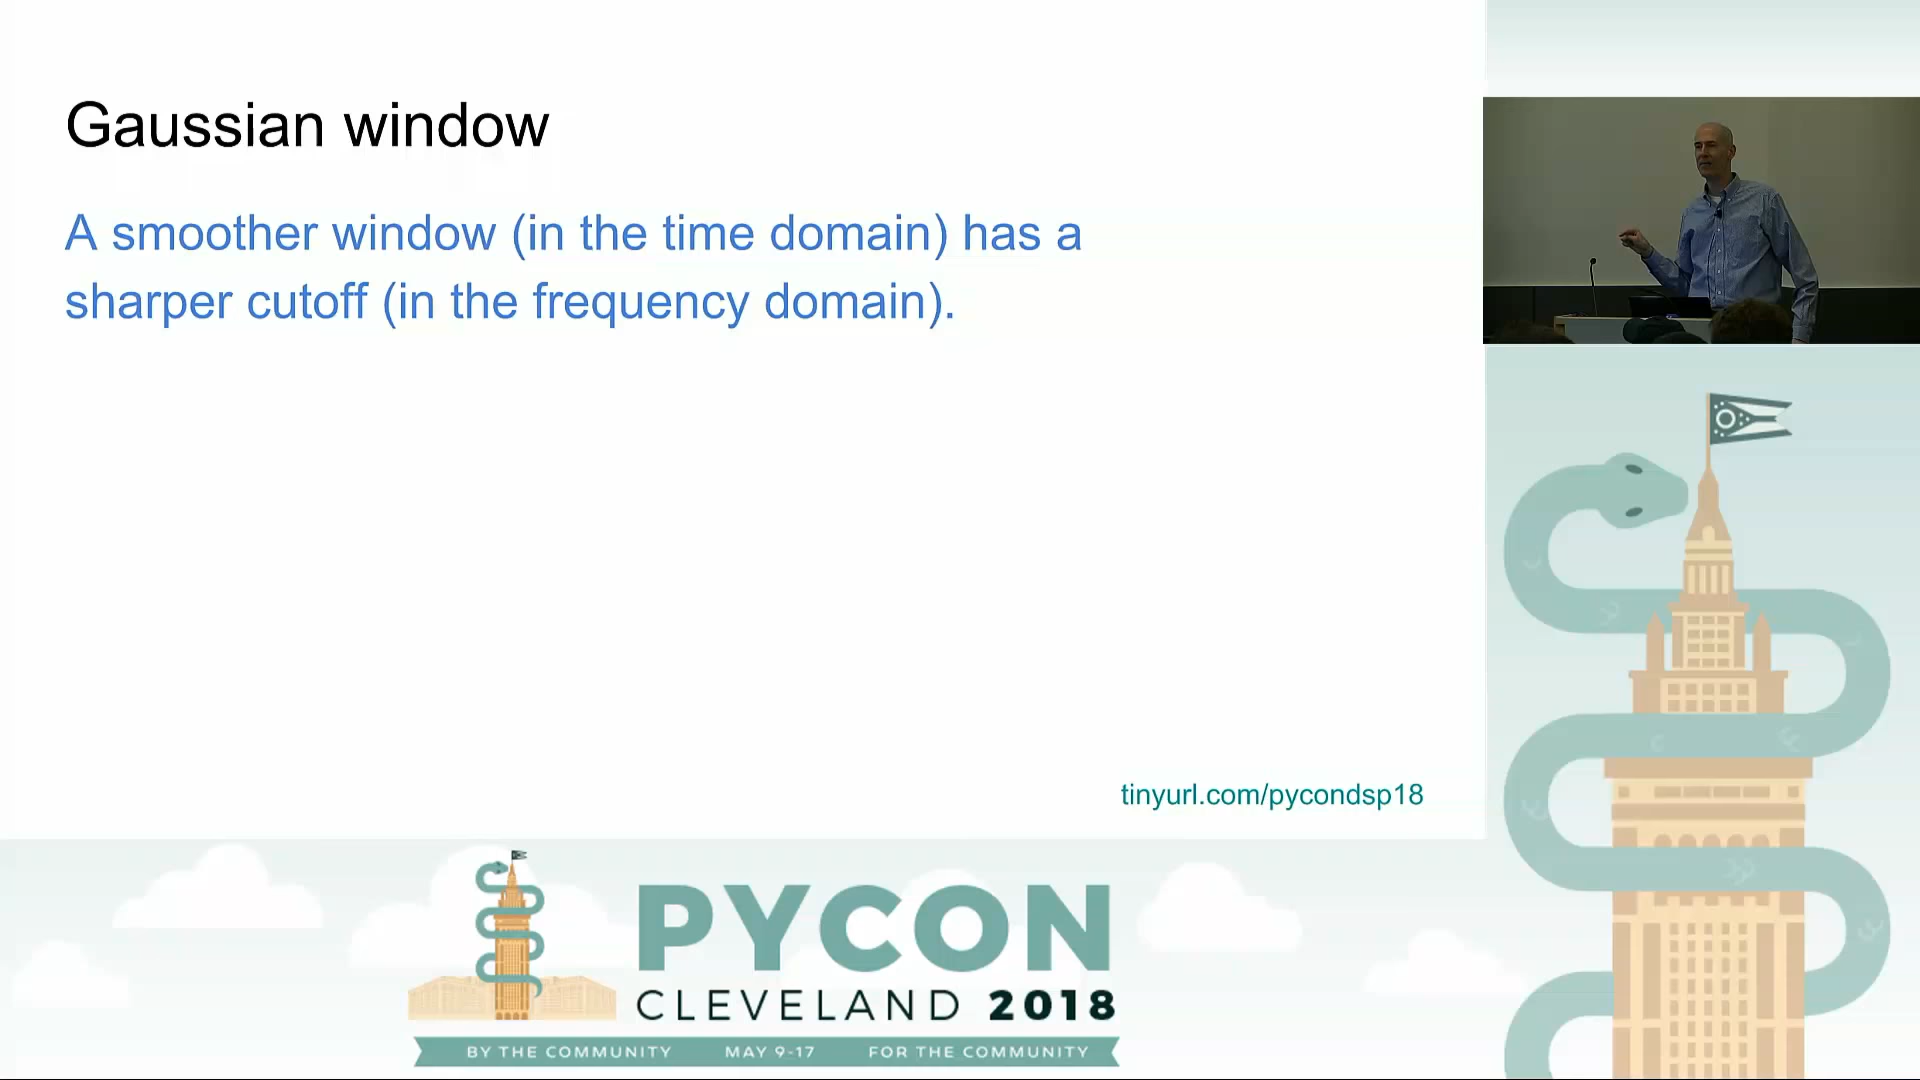 Gaussian window
A smoother window (in the time domain) has a
sharper cutoff (in the frequency domain).
tinyurl.com/pycondsp18
PYCON
CLEVELAND 2018
BY THE COMMUNITY MAY 9-17 FOR THE COMMUNITY